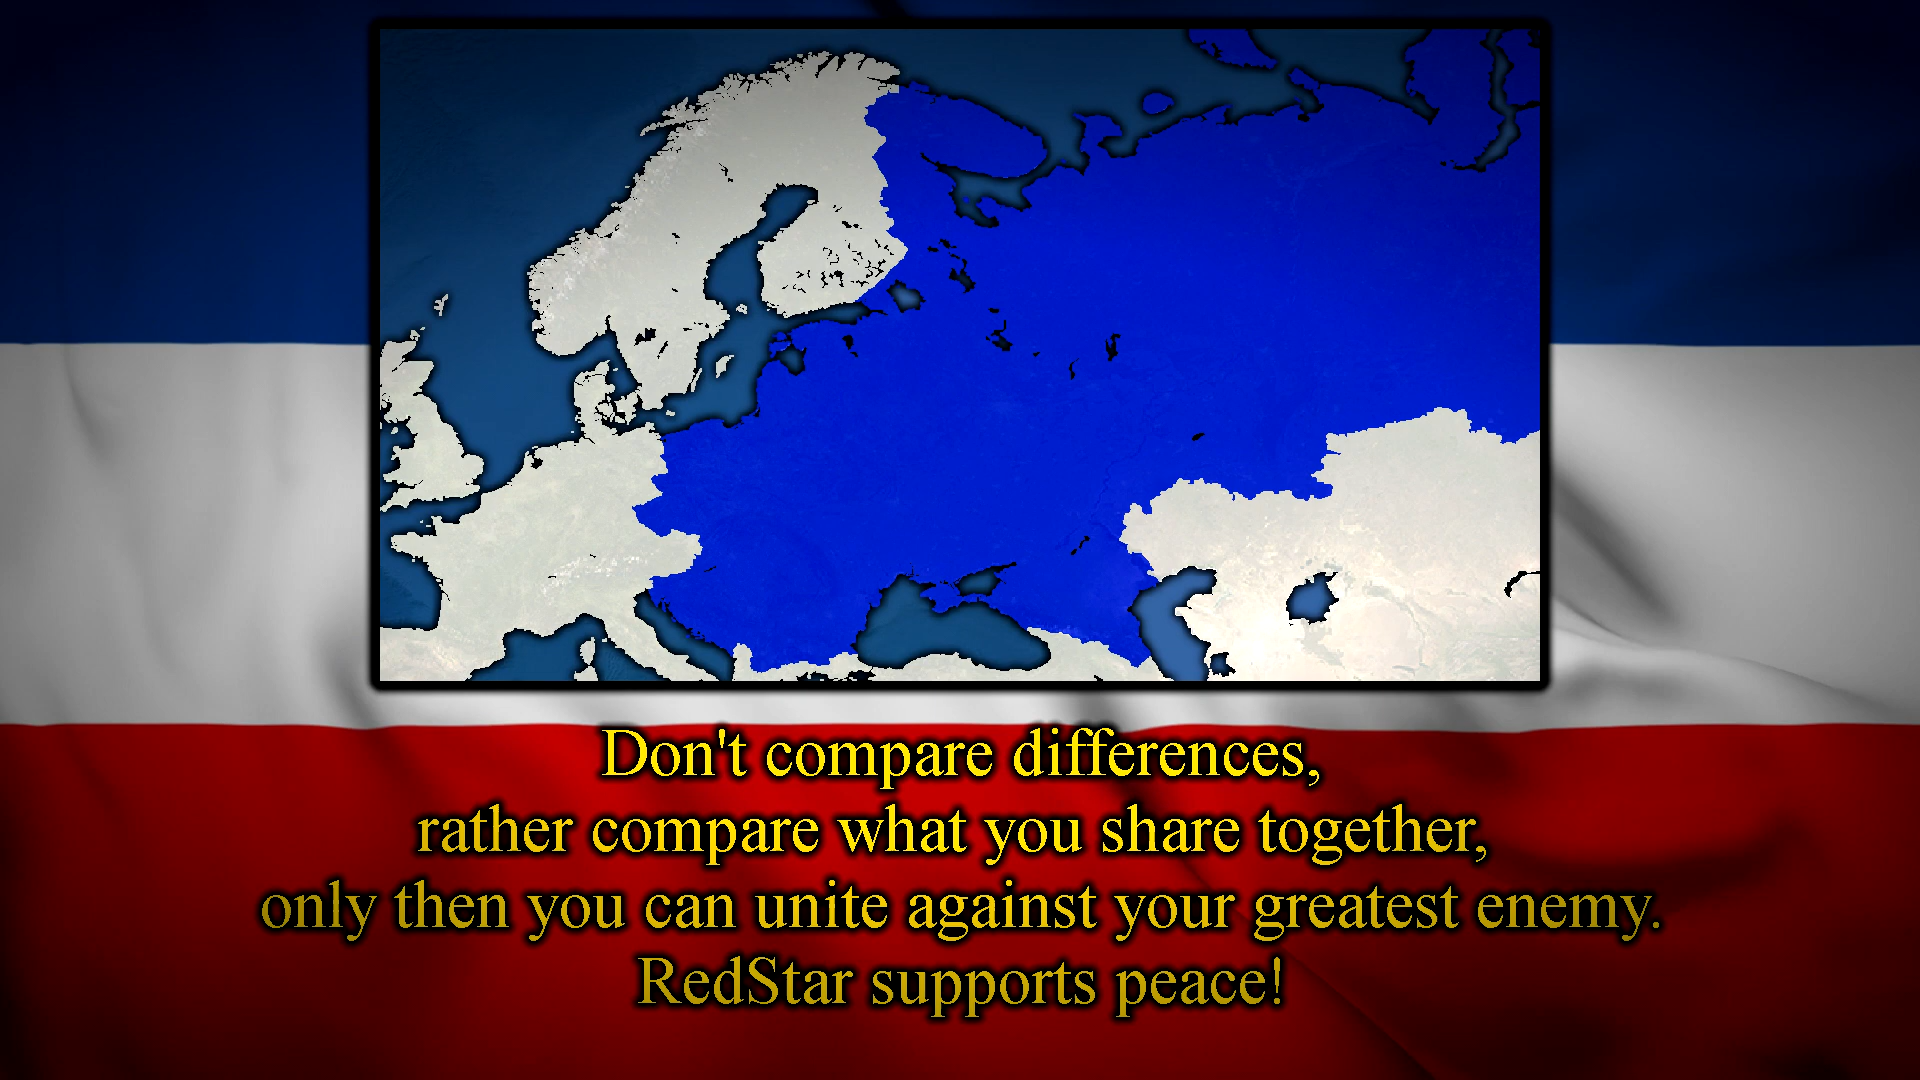 Don't compare differences,
rather compare what you share together,
only then you can unite against your greatest enemy.
RedStar supports peace!